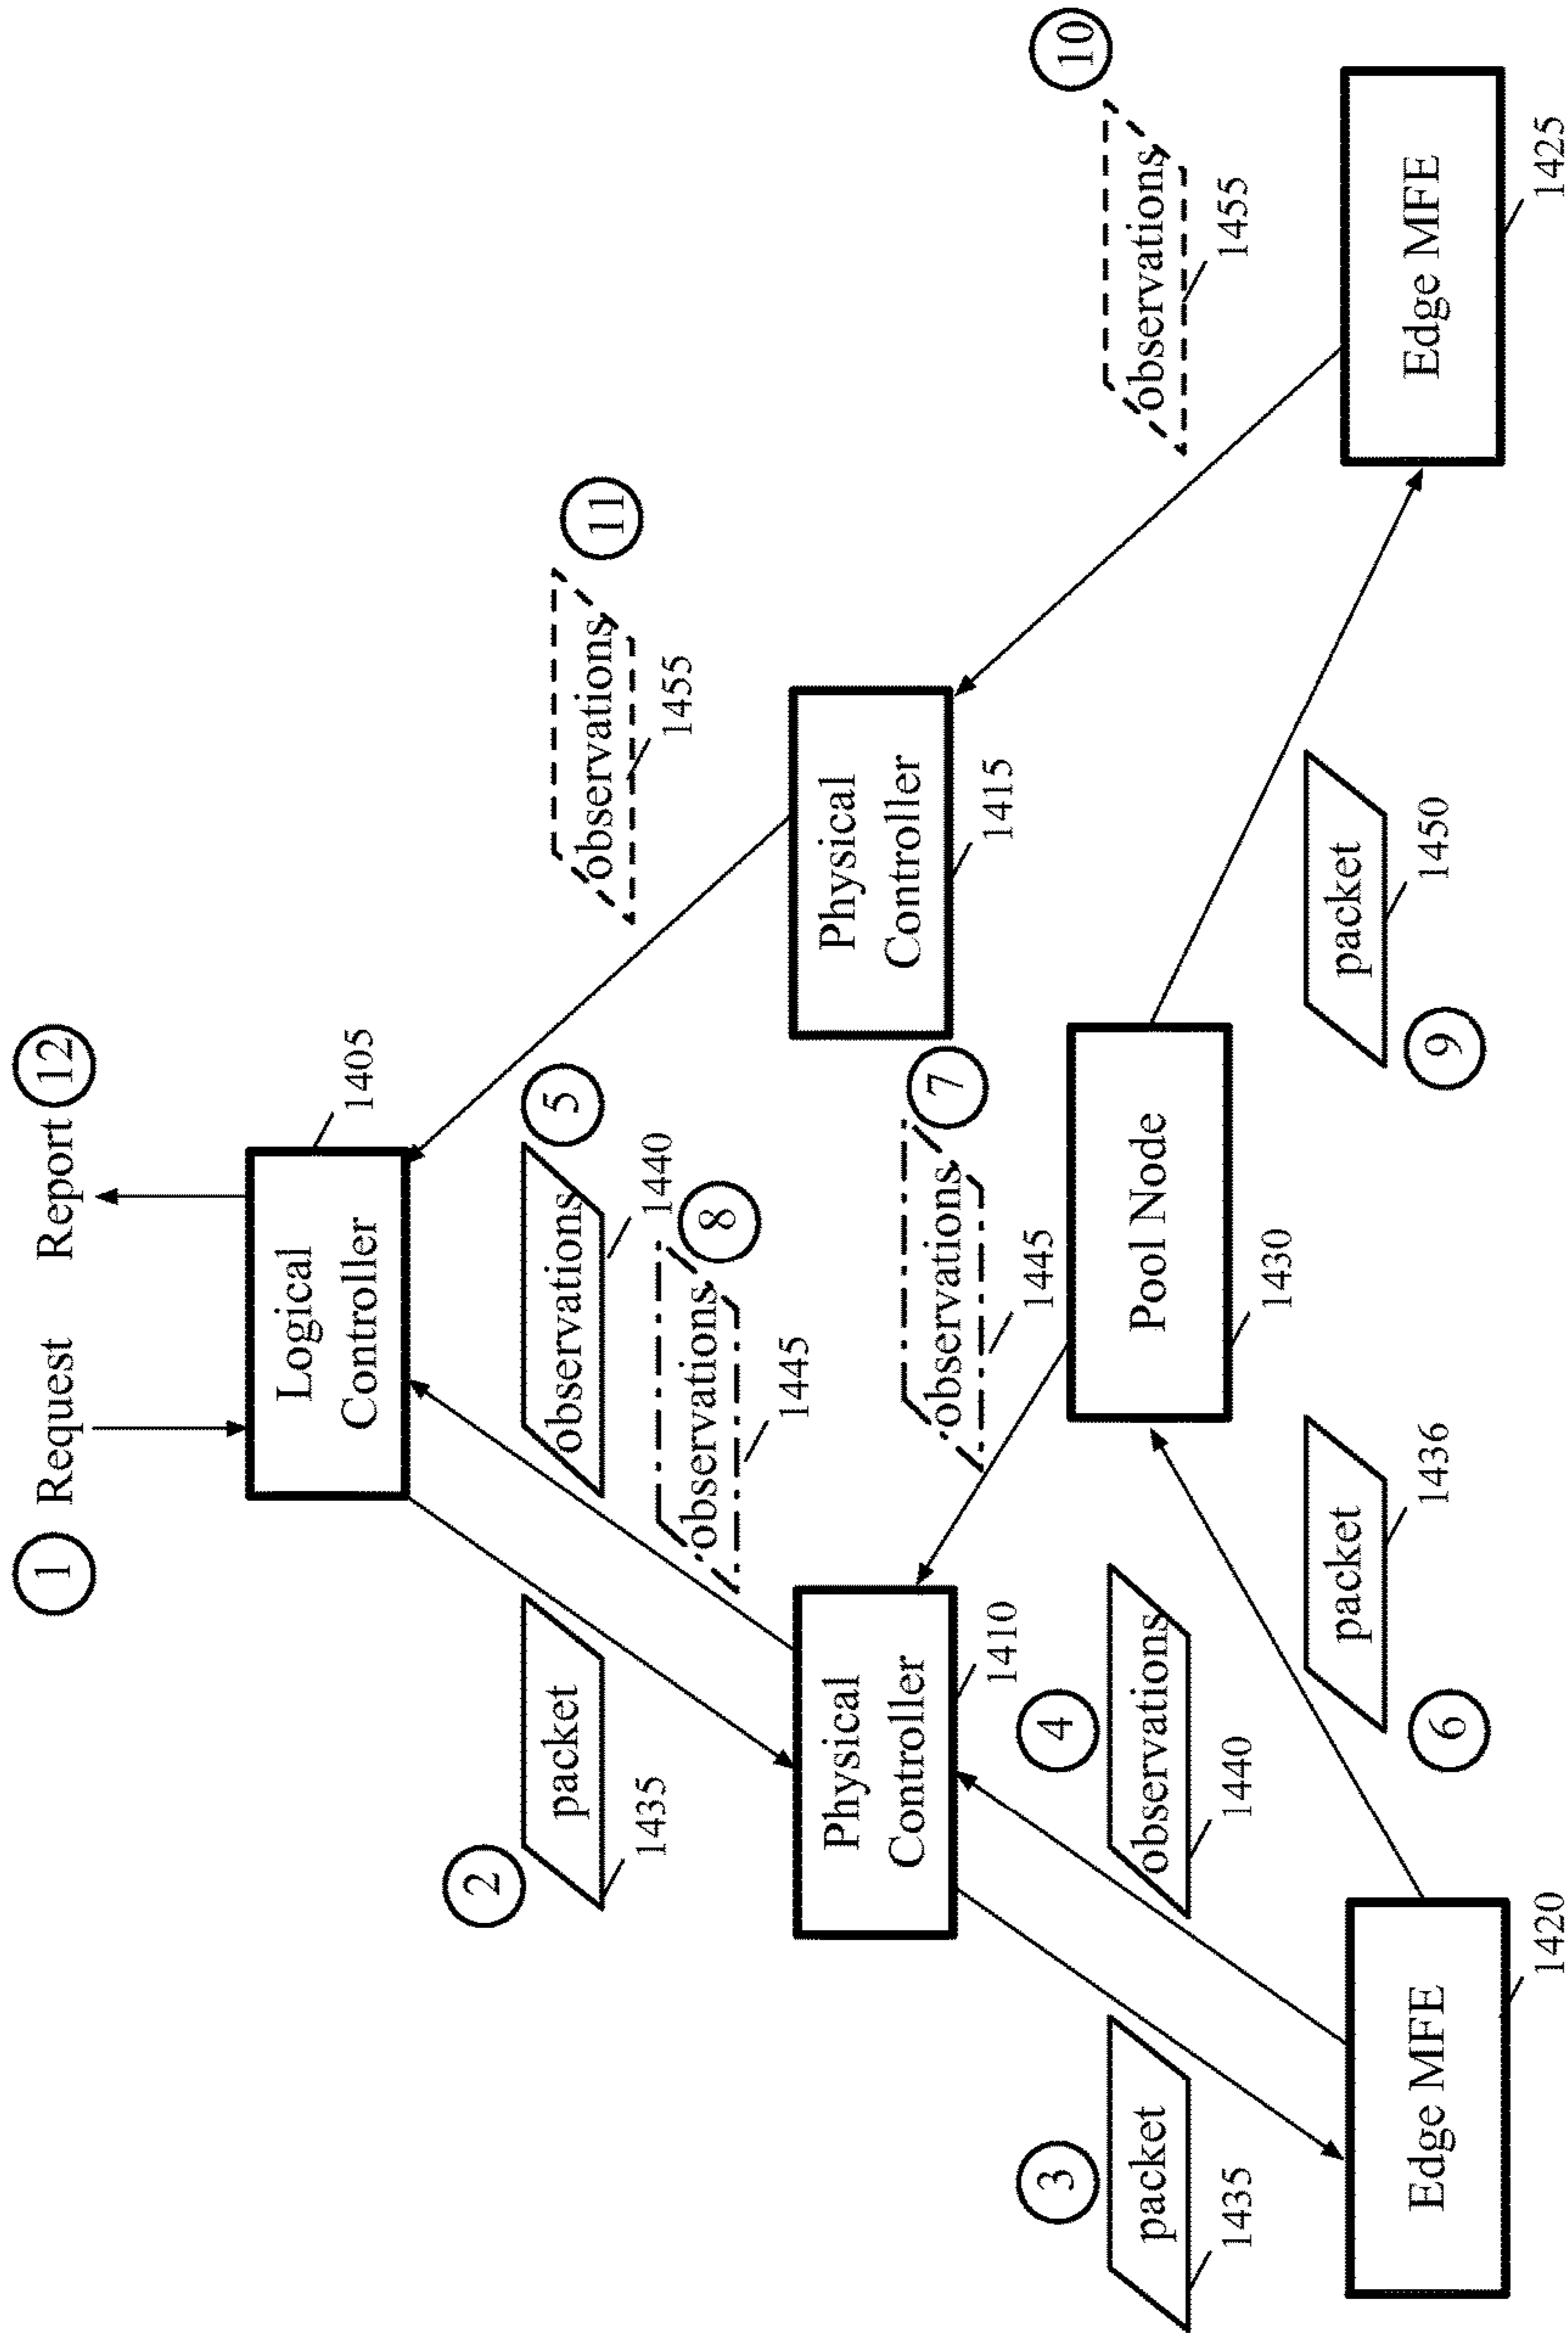 1 Request Report 12
Logical
Controller
1405
2
packet
1435
observations
5
1440
observations
8
1445
observations
11
1455
Physical
Controller
1410
Physical
Controller
1415
3
packet
1435
4
observations
1440
observations
7
1445
observations
10
1455
Pool Node
1430
Edge MFE
1420
packet
1436
6
packet
1450
9
Edge MFE
1425